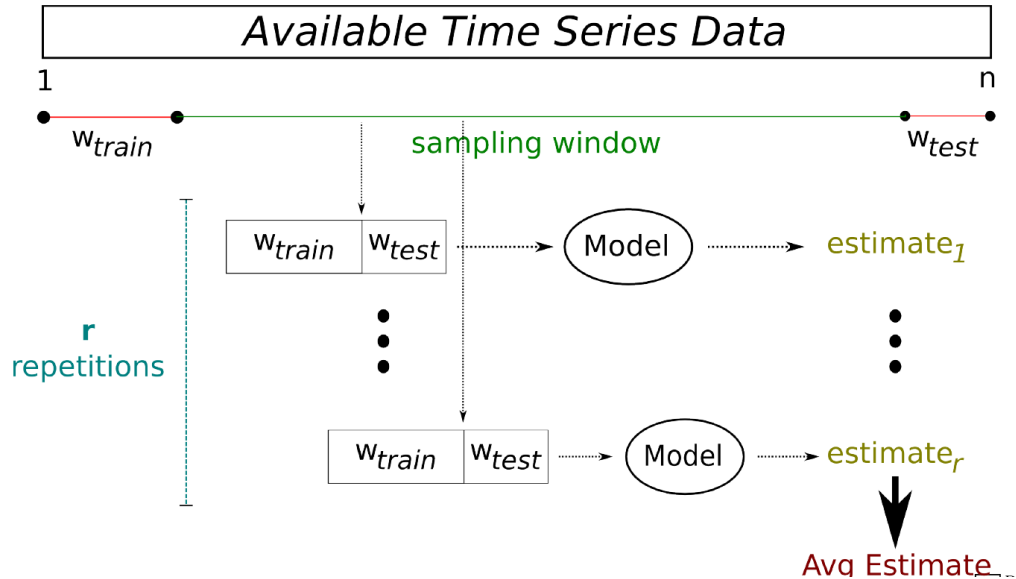 Available Time Series Data
1 n
w_train sampling window w_test
w_train w_test Model estimate_1
r
repetitions
w_train w_test Model estimate_r
Avg Estimate